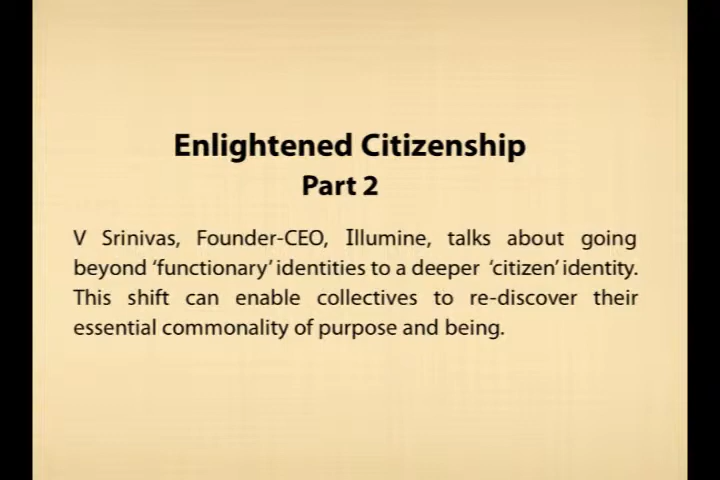 Enlightened Citizenship
Part 2
V Srinivas, Founder-CEO, Illumine, talks about going
beyond ‘functionary’ identities to a deeper ‘citizen’ identity.
This shift can enable collectives to re-discover their
essential commonality of purpose and being.